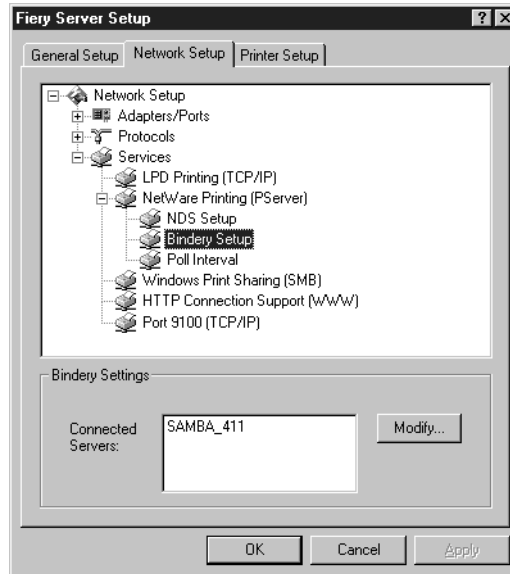 Fiery Server Setup
General Setup Network Setup Printer Setup
Network Setup
Adapters/Ports
Protocols
Services
LPD Printing (TCP/IP)
NetWare Printing (PServer)
NDS Setup
Bindery Setup
Poll Interval
Windows Print Sharing (SMB)
HTTP Connection Support (WWW)
Port 9100 (TCP/IP)
Bindery Settings
Connected Servers: SAMBA_411 Modify...
OK Cancel Apply